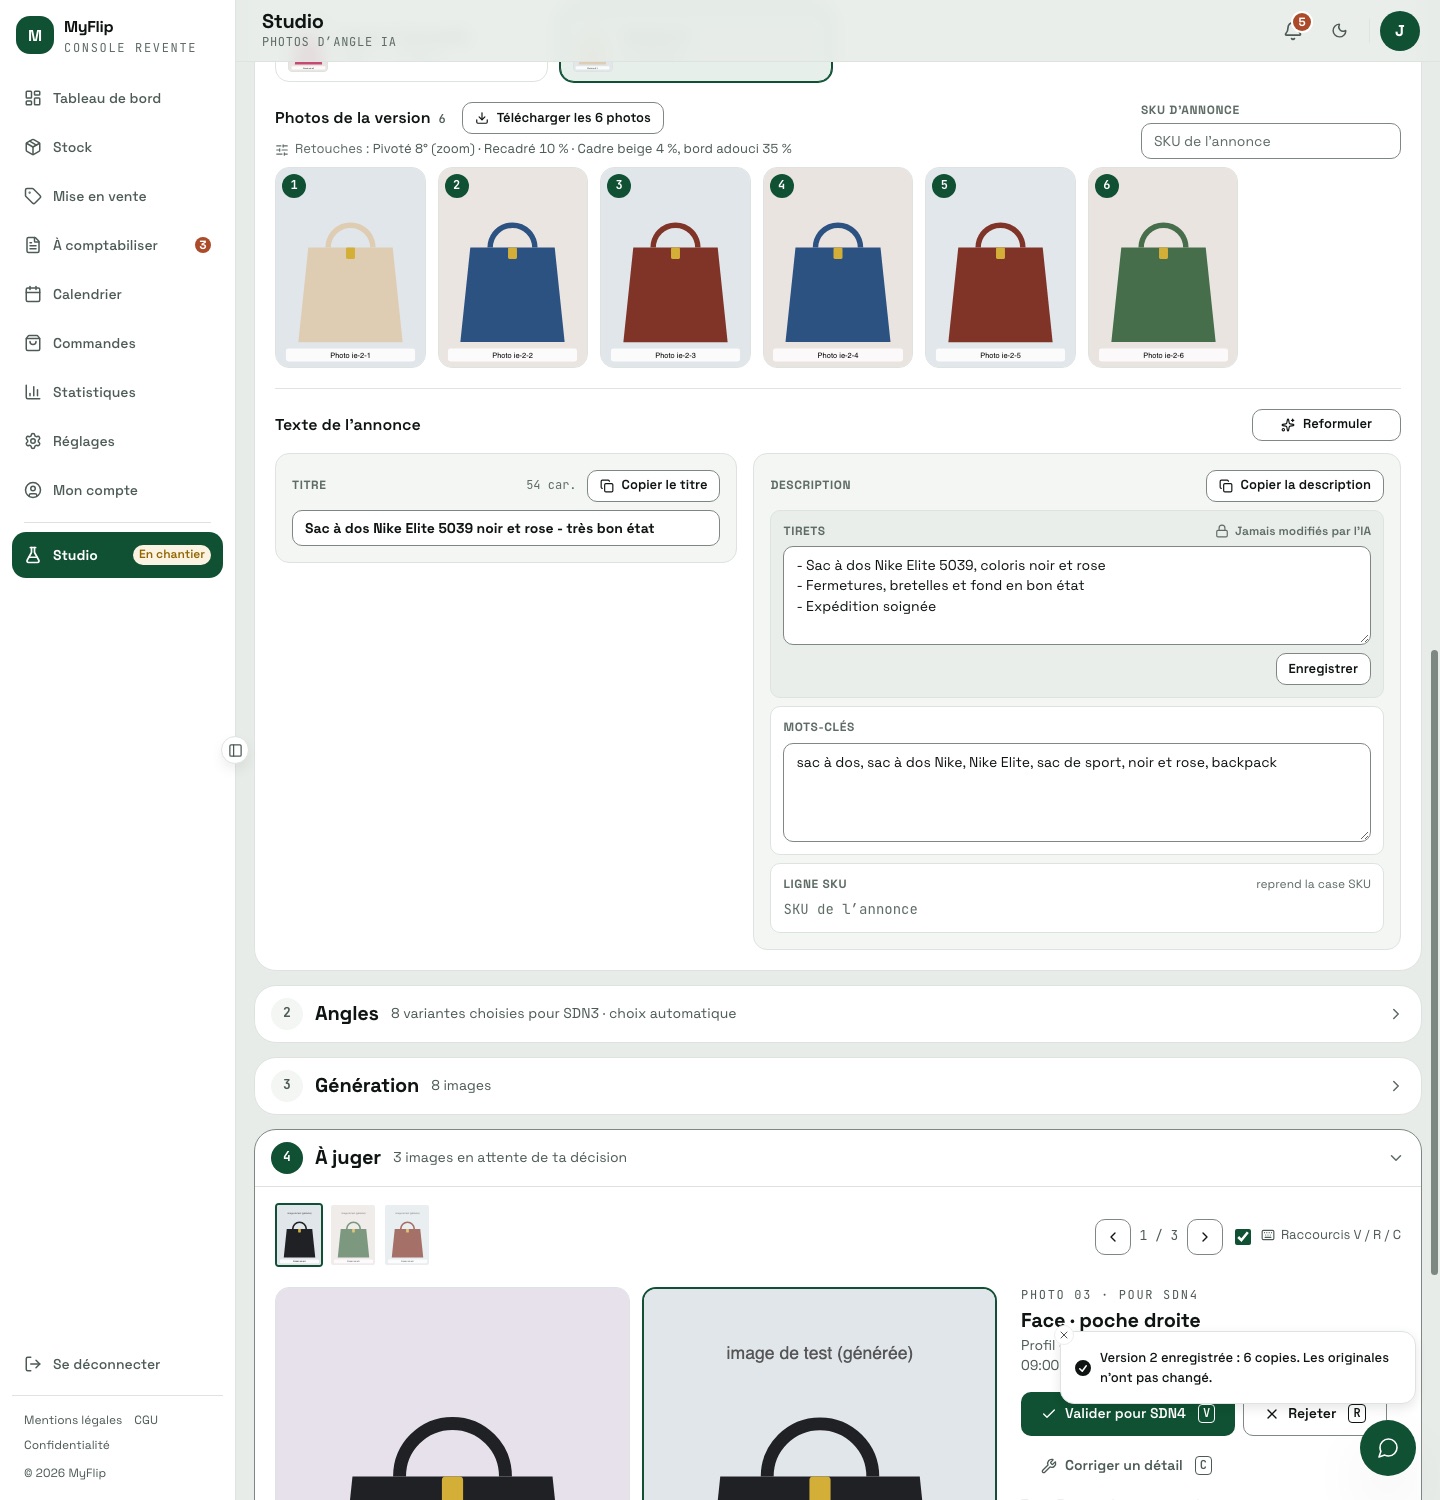 M
MyFlip
CONSOLE REVENTE
Tableau de bord
Stock
Mise en vente
À comptabiliser 3
Calendrier
Commandes
Statistiques
Réglages
Mon compte
Studio En chantier
Se déconnecter
Mentions légales CGU
Confidentialité
© 2026 MyFlip
Studio
PHOTOS D'ANGLE IA
5
J
Photos de la version 6
Télécharger les 6 photos
SKU D'ANNONCE
SKU de l'annonce
Retouches : Pivoté 8° (zoom) · Recadré 10 % · Cadre beige 4 %, bord adouci 35 %
1
2
3
4
5
6
Photo ie-2-1
Photo ie-2-2
Photo ie-2-3
Photo ie-2-4
Photo ie-2-5
Photo ie-2-6
Texte de l'annonce
Reformuler
TITRE
54 car.
Copier le titre
Sac à dos Nike Elite 5039 noir et rose - très bon état
DESCRIPTION
Copier la description
TIRETS
Jamais modifiés par l'IA
- Sac à dos Nike Elite 5039, coloris noir et rose
- Fermetures, bretelles et fond en bon état
- Expédition soignée
Enregistrer
MOTS-CLÉS
sac à dos, sac à dos Nike, Nike Elite, sac de sport, noir et rose, backpack
LIGNE SKU
reprend la case SKU
SKU de l'annonce
2 Angles 8 variantes choisies pour SDN3 · choix automatique
3 Génération 8 images
4 À juger 3 images en attente de ta décision
1 / 3
Raccourcis V / R / C
image de test (générée)
PHOTO 03 · POUR SDN4
Face · poche droite
Profil
09:00
Version 2 enregistrée : 6 copies. Les originales
n'ont pas changé.
Valider pour SDN4 V
Rejeter R
Corriger un détail C